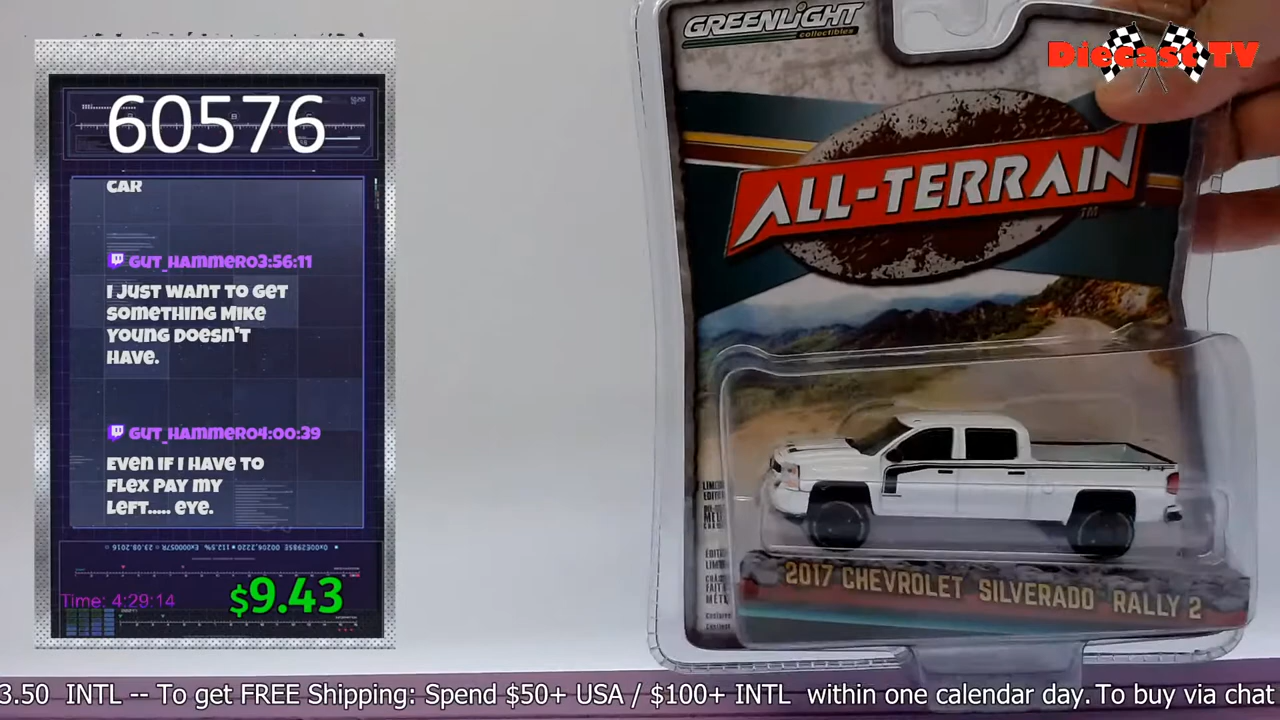 60576
CAR
GUT_HAMMER03:56:11
I JUST WANT TO GET
SOMETHING MIKE
YOUNG DOESN'T
HAVE.
GUT_HAMMER04:00:39
EVEN IF I HAVE TO
FLEX PAY MY
LEFT..... EYE.
Time: 4:29:14
$9.43
GREENLIGHT
collectibles
Diecast TV
ALL-TERRAIN
TM
2017 CHEVROLET SILVERADO RALLY 2
3.50 INTL -- To get FREE Shipping: Spend $50+ USA / $100+ INTL within one calendar day. To buy via chat